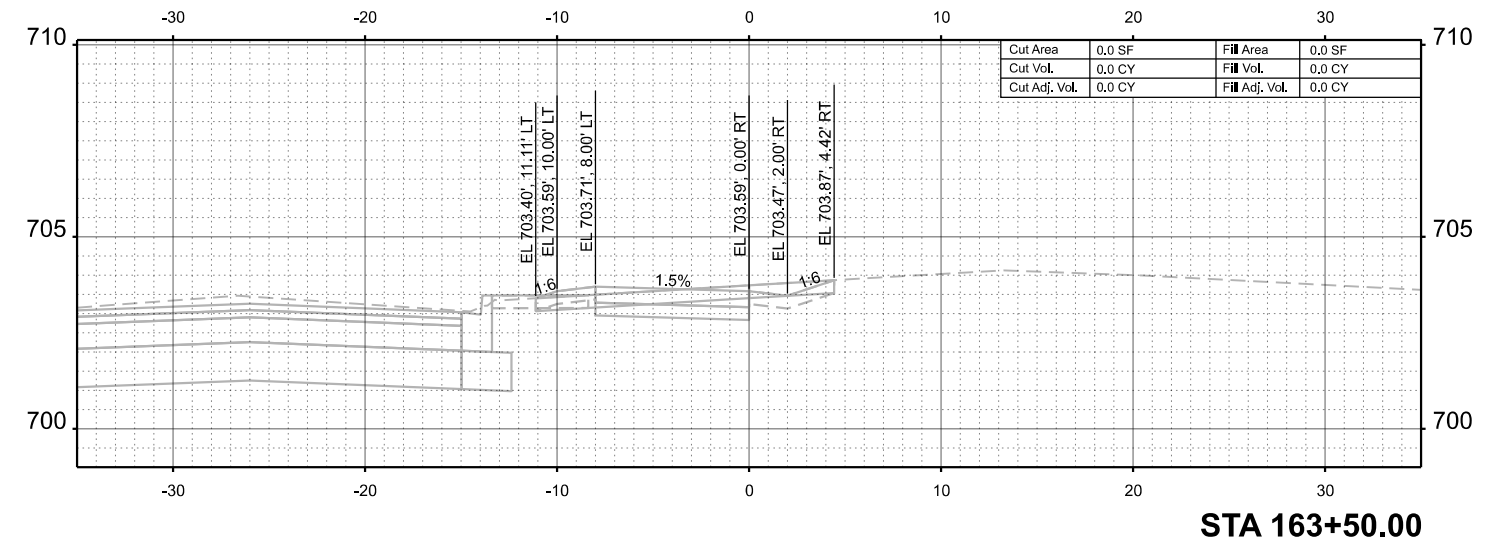 -30 -20 -10 0 10 20 30
710 710
Cut Area 0.0 SF Fill Area 0.0 SF
Cut Vol. 0.0 CY Fill Vol. 0.0 CY
Cut Adj. Vol. 0.0 CY Fill Adj. Vol. 0.0 CY
EL 703.40', 11.11' LT
EL 703.59', 10.00' LT
EL 703.71', 8.00' LT
EL 703.59', 0.00' RT
EL 703.47', 2.00' RT
EL 703.87', 4.42' RT
705 705
1:6 1.5% 1:6
700 700
-30 -20 -10 0 10 20 30
STA 163+50.00